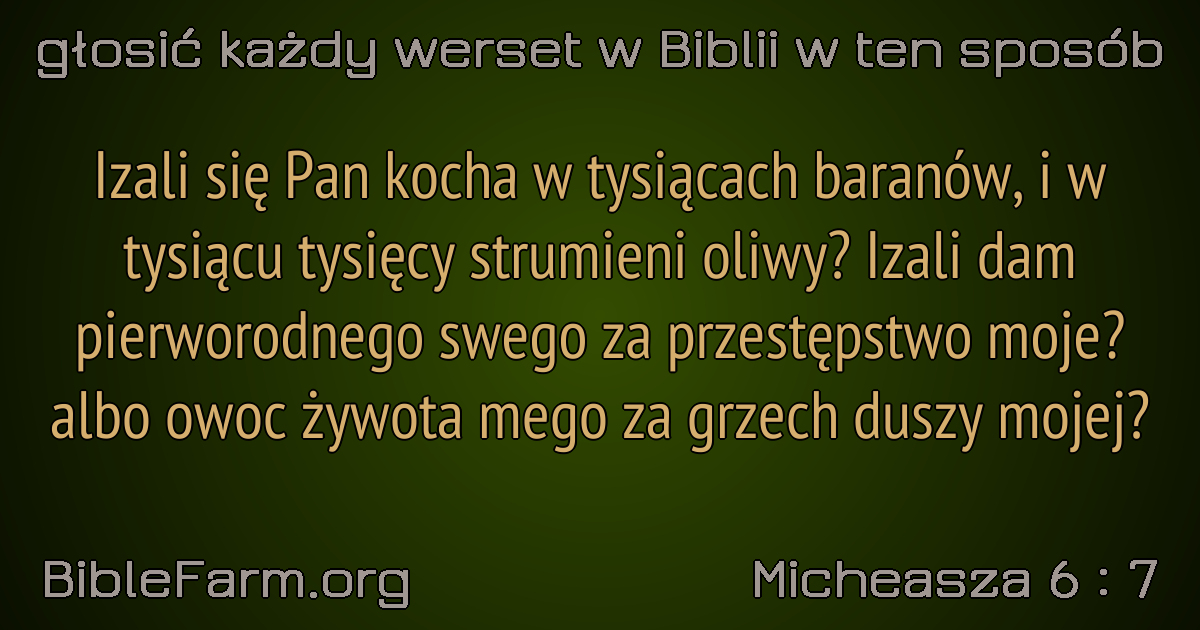 głosić każdy werset w Biblii w ten sposób
Izali się Pan kocha w tysiącach baranów, i w
tysiącu tysięcy strumieni oliwy? Izali dam
pierworodnego swego za przestępstwo moje?
albo owoc żywota mego za grzech duszy mojej?
BibleFarm.org
Micheasza 6 : 7